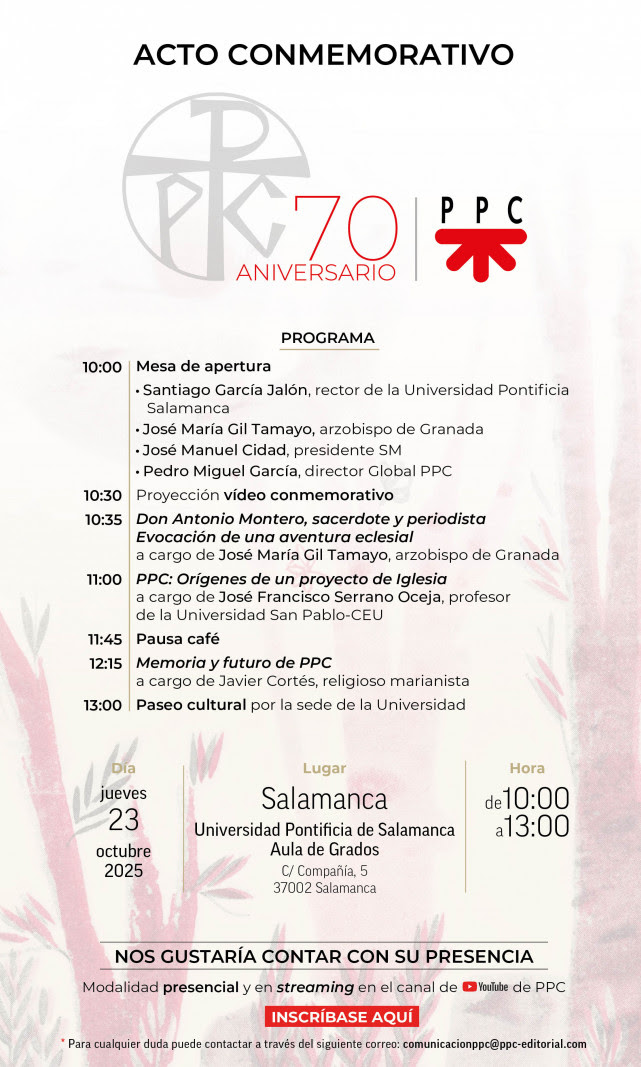 ACTO CONMEMORATIVO
PPC
70
ANIVERSARIO
PPC
PROGRAMA
10:00 Mesa de apertura
• Santiago García Jalón, rector de la Universidad Pontificia
Salamanca
• José María Gil Tamayo, arzobispo de Granada
• José Manuel Cidad, presidente SM
• Pedro Miguel García, director Global PPC
10:30 Proyección vídeo conmemorativo
10:35 Don Antonio Montero, sacerdote y periodista
Evocación de una aventura eclesial
a cargo de José María Gil Tamayo, arzobispo de Granada
11:00 PPC: Orígenes de un proyecto de Iglesia
a cargo de José Francisco Serrano Oceja, profesor
de la Universidad San Pablo-CEU
11:45 Pausa café
12:15 Memoria y futuro de PPC
a cargo de Javier Cortés, religioso marianista
13:00 Paseo cultural por la sede de la Universidad
Día
jueves
23
octubre
2025
Lugar
Salamanca
Universidad Pontificia de Salamanca
Aula de Grados
C/ Compañía, 5
37002 Salamanca
Hora
de 10:00
a 13:00
NOS GUSTARÍA CONTAR CON SU PRESENCIA
Modalidad presencial y en streaming en el canal de YouTube de PPC
INSCRÍBASE AQUÍ
* Para cualquier duda puede contactar a través del siguiente correo: comunicacionppc@ppc-editorial.com